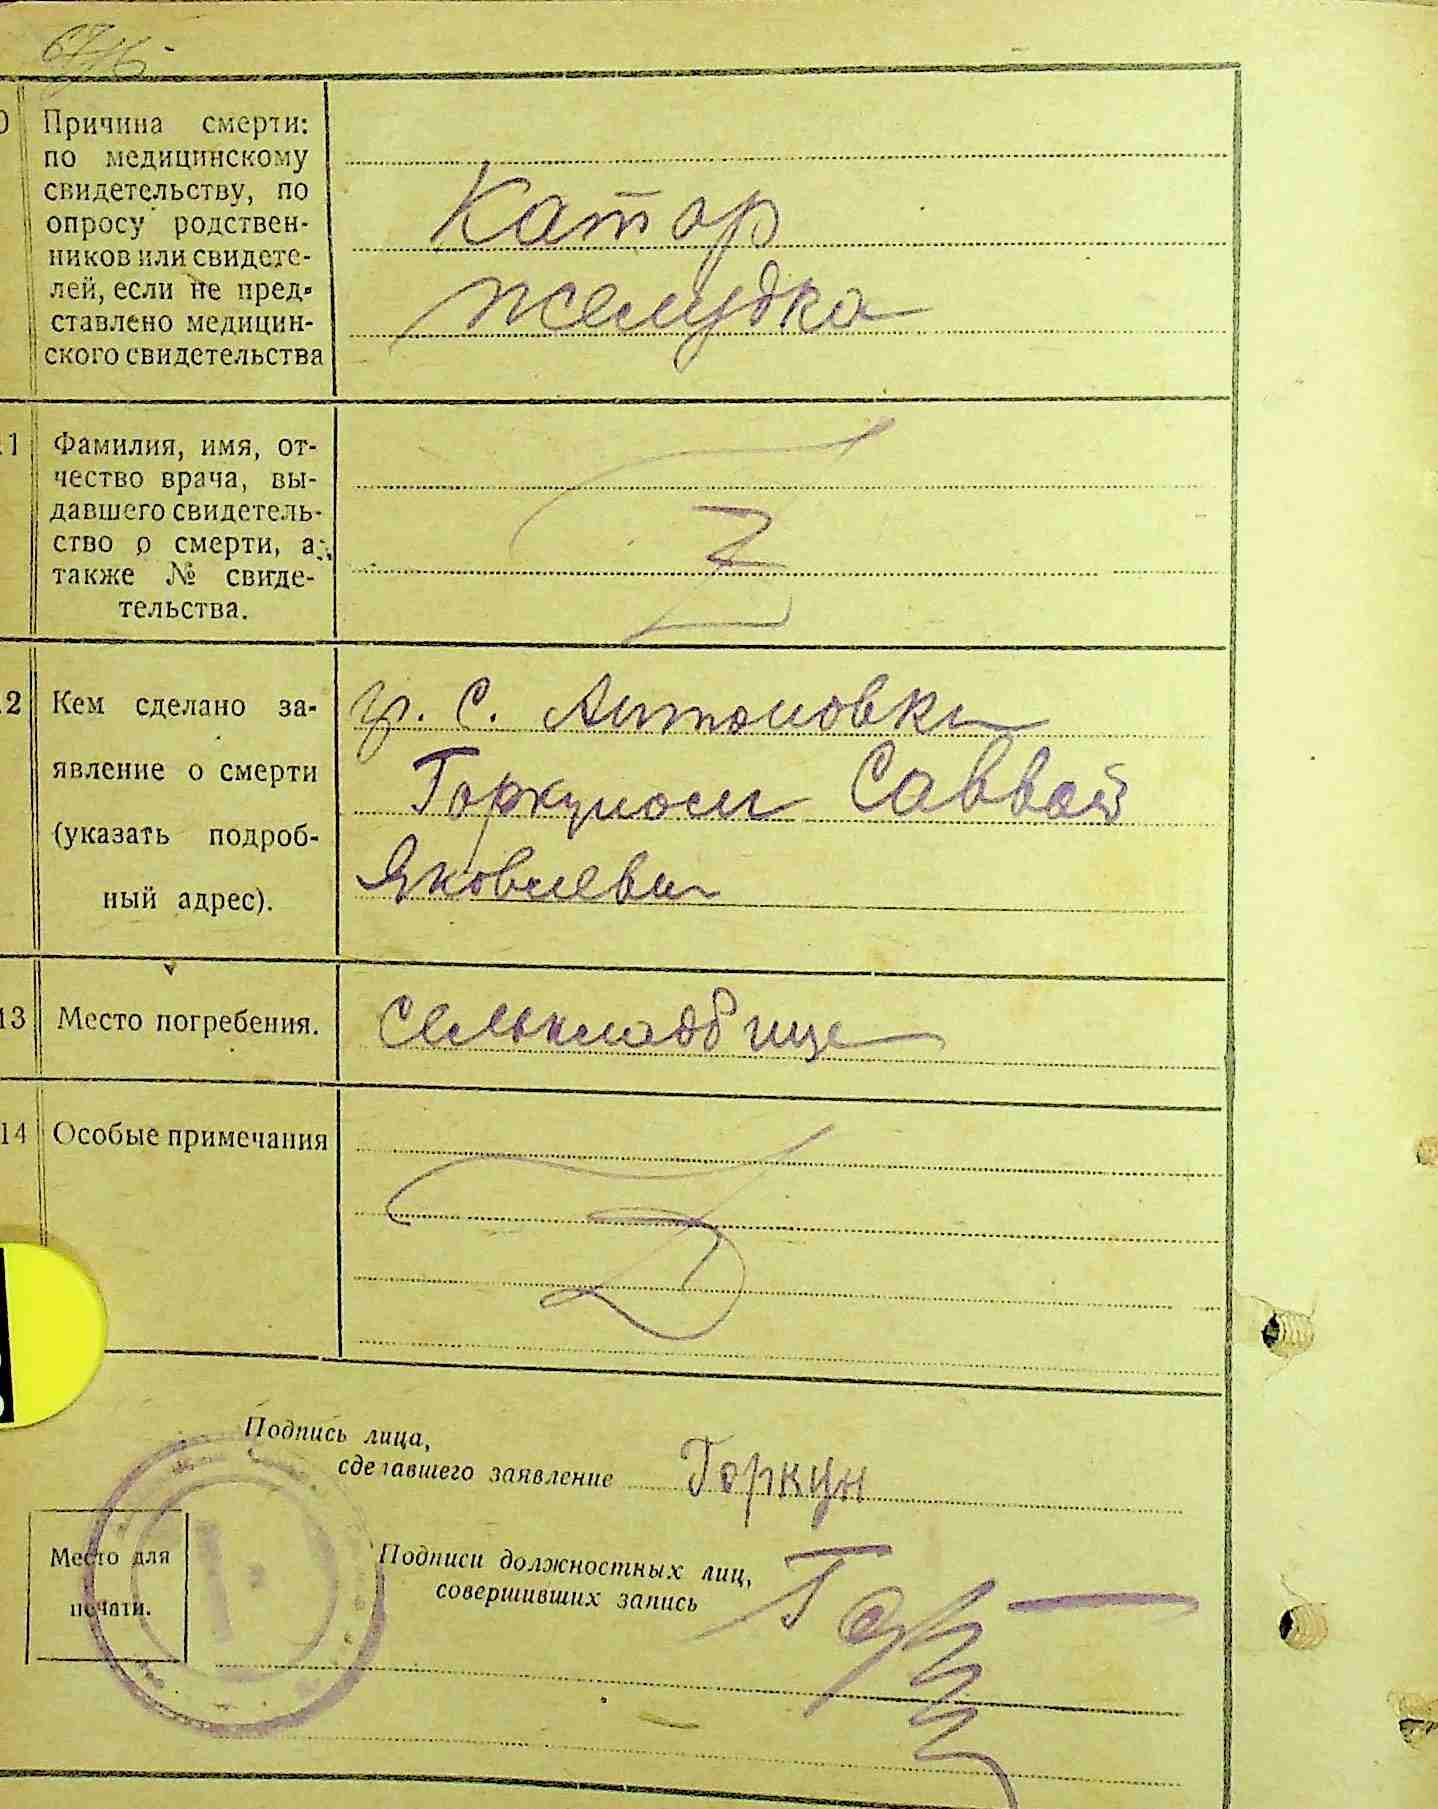 Причина смерти:
по медицинскому
свидетельству, по
опросу родствен-
ников или свидете-
лей, если не пред-
ставлено медицин-
ского свидетельства
Катар
желудка
11
Фамилия, имя, от-
чество врача, вы-
давшего свидетель-
ство о смерти, а
также № свиде-
тельства.
Z
12
Кем сделано за-
явление о смерти
(указать подроб-
ный адрес).
гр. с. Антоновки
Горкуном Саввой
Яковлеви
13
Место погребения.
Селькладбище
14
Особые примечания
Z
Подпись лица,
сделавшего заявление
Горкун
Место для
печати.
Подписи должностных лиц,
совершивших запись